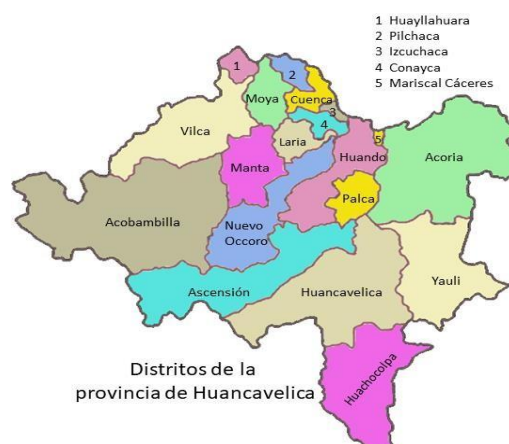 1 Huayllahuara
2 Pilchaca
3 Izcuchaca
4 Conayca
5 Mariscal Cáceres
1
2
Moya
Cuenca
3
4
Vilca
Laria
5
Manta
Huando
Acoria
Palca
Acobambilla
Nuevo
Occoro
Yauli
Ascensión
Huancavelica
Huachocolpa
Distritos de la
provincia de Huancavelica